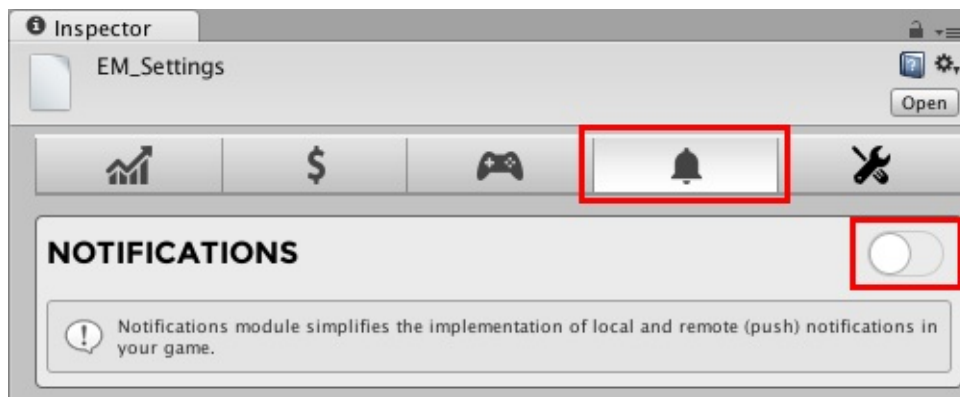 Inspector
EM_Settings
Open
$
NOTIFICATIONS
Notifications module simplifies the implementation of local and remote (push) notifications in
your game.